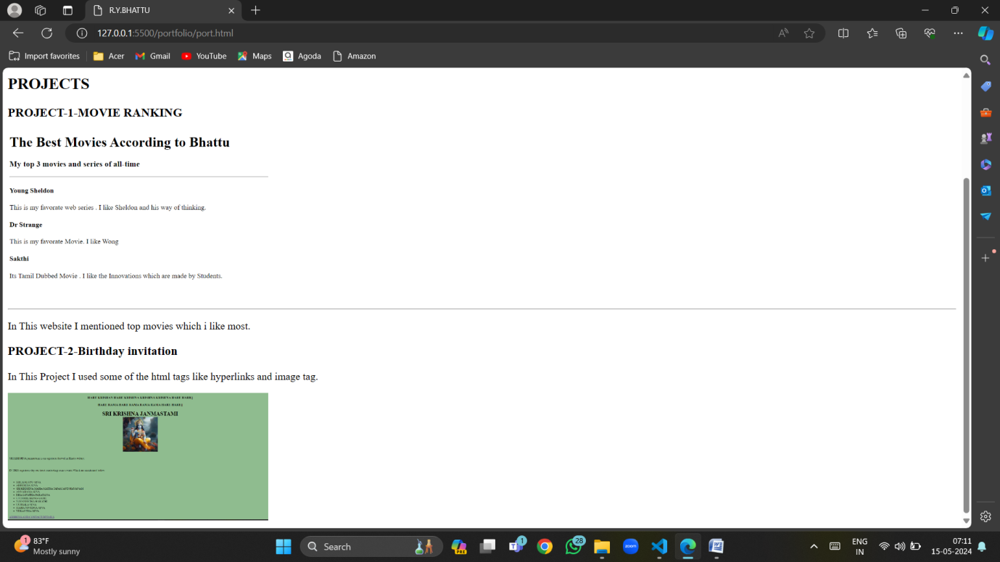 R.Y.BHATTU
127.0.0.1:5500/portfolio/port.html
Import favorites Acer Gmail YouTube Maps Agoda Amazon
PROJECTS
PROJECT-1-MOVIE RANKING
The Best Movies According to Bhattu
My top 3 movies and series of all-time
Young Sheldon
This is my favorate web series . I like Sheldon and his way of thinking.
Dr Strange
This is my favorate Movie. I like Wong
Sakthi
Its Tamil Dubbed Movie . I like the Innovations which are made by Students.
In This website I mentioned top movies which i like most.
PROJECT-2-Birthday invitation
In This Project I used some of the html tags like hyperlinks and image tag.
HARE KRISHAN HARE KRISHNA KRISHNA KRISHNA HARE HARE||
HARE RAMA HARE RAMA RAMA RAMA HARE HARE||
SRI KRISHNA JANMASTAMI
83°F
Mostly sunny
Search
PRE
1
28
zoom
ENG
IN
07:11
15-05-2024